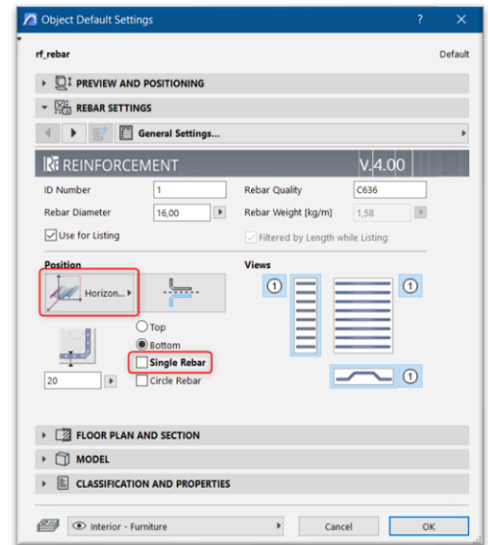 Object Default Settings ? ×
rf_rebar Default
PREVIEW AND POSITIONING
REBAR SETTINGS
General Settings...
REINFORCEMENT V.4.00
ID Number 1 Rebar Quality C636
Rebar Diameter 16,00 Rebar Weight [kg/m] 1,58
Use for Listing Filtered by Length while Listing
Position Views
Horizon...
1 1
Top
Bottom
Single Rebar
1
20 Circle Rebar
FLOOR PLAN AND SECTION
MODEL
CLASSIFICATION AND PROPERTIES
Interior - Furniture Cancel OK